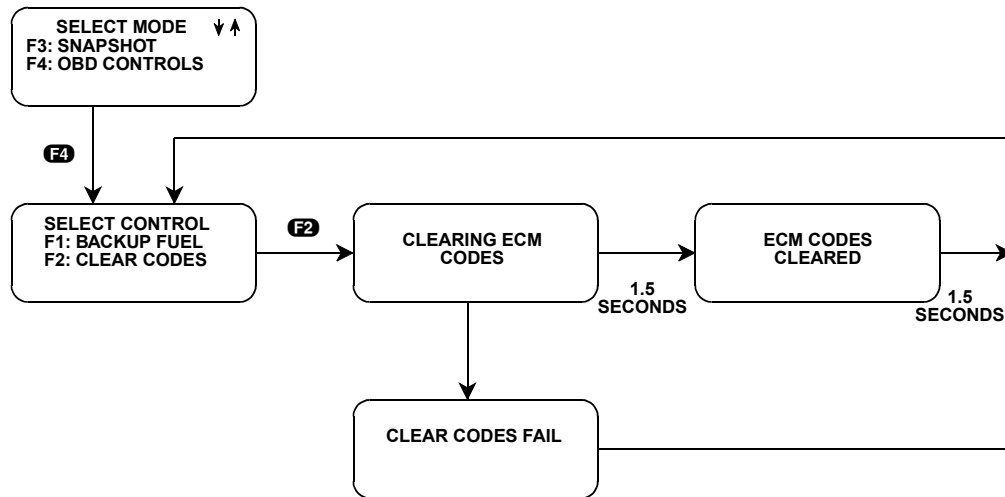 SELECT MODE
F3: SNAPSHOT
F4: OBD CONTROLS
F4
SELECT CONTROL
F1: BACKUP FUEL
F2: CLEAR CODES
F2
CLEARING ECM
CODES
1.5
SECONDS
ECM CODES
CLEARED
1.5
SECONDS
CLEAR CODES FAIL